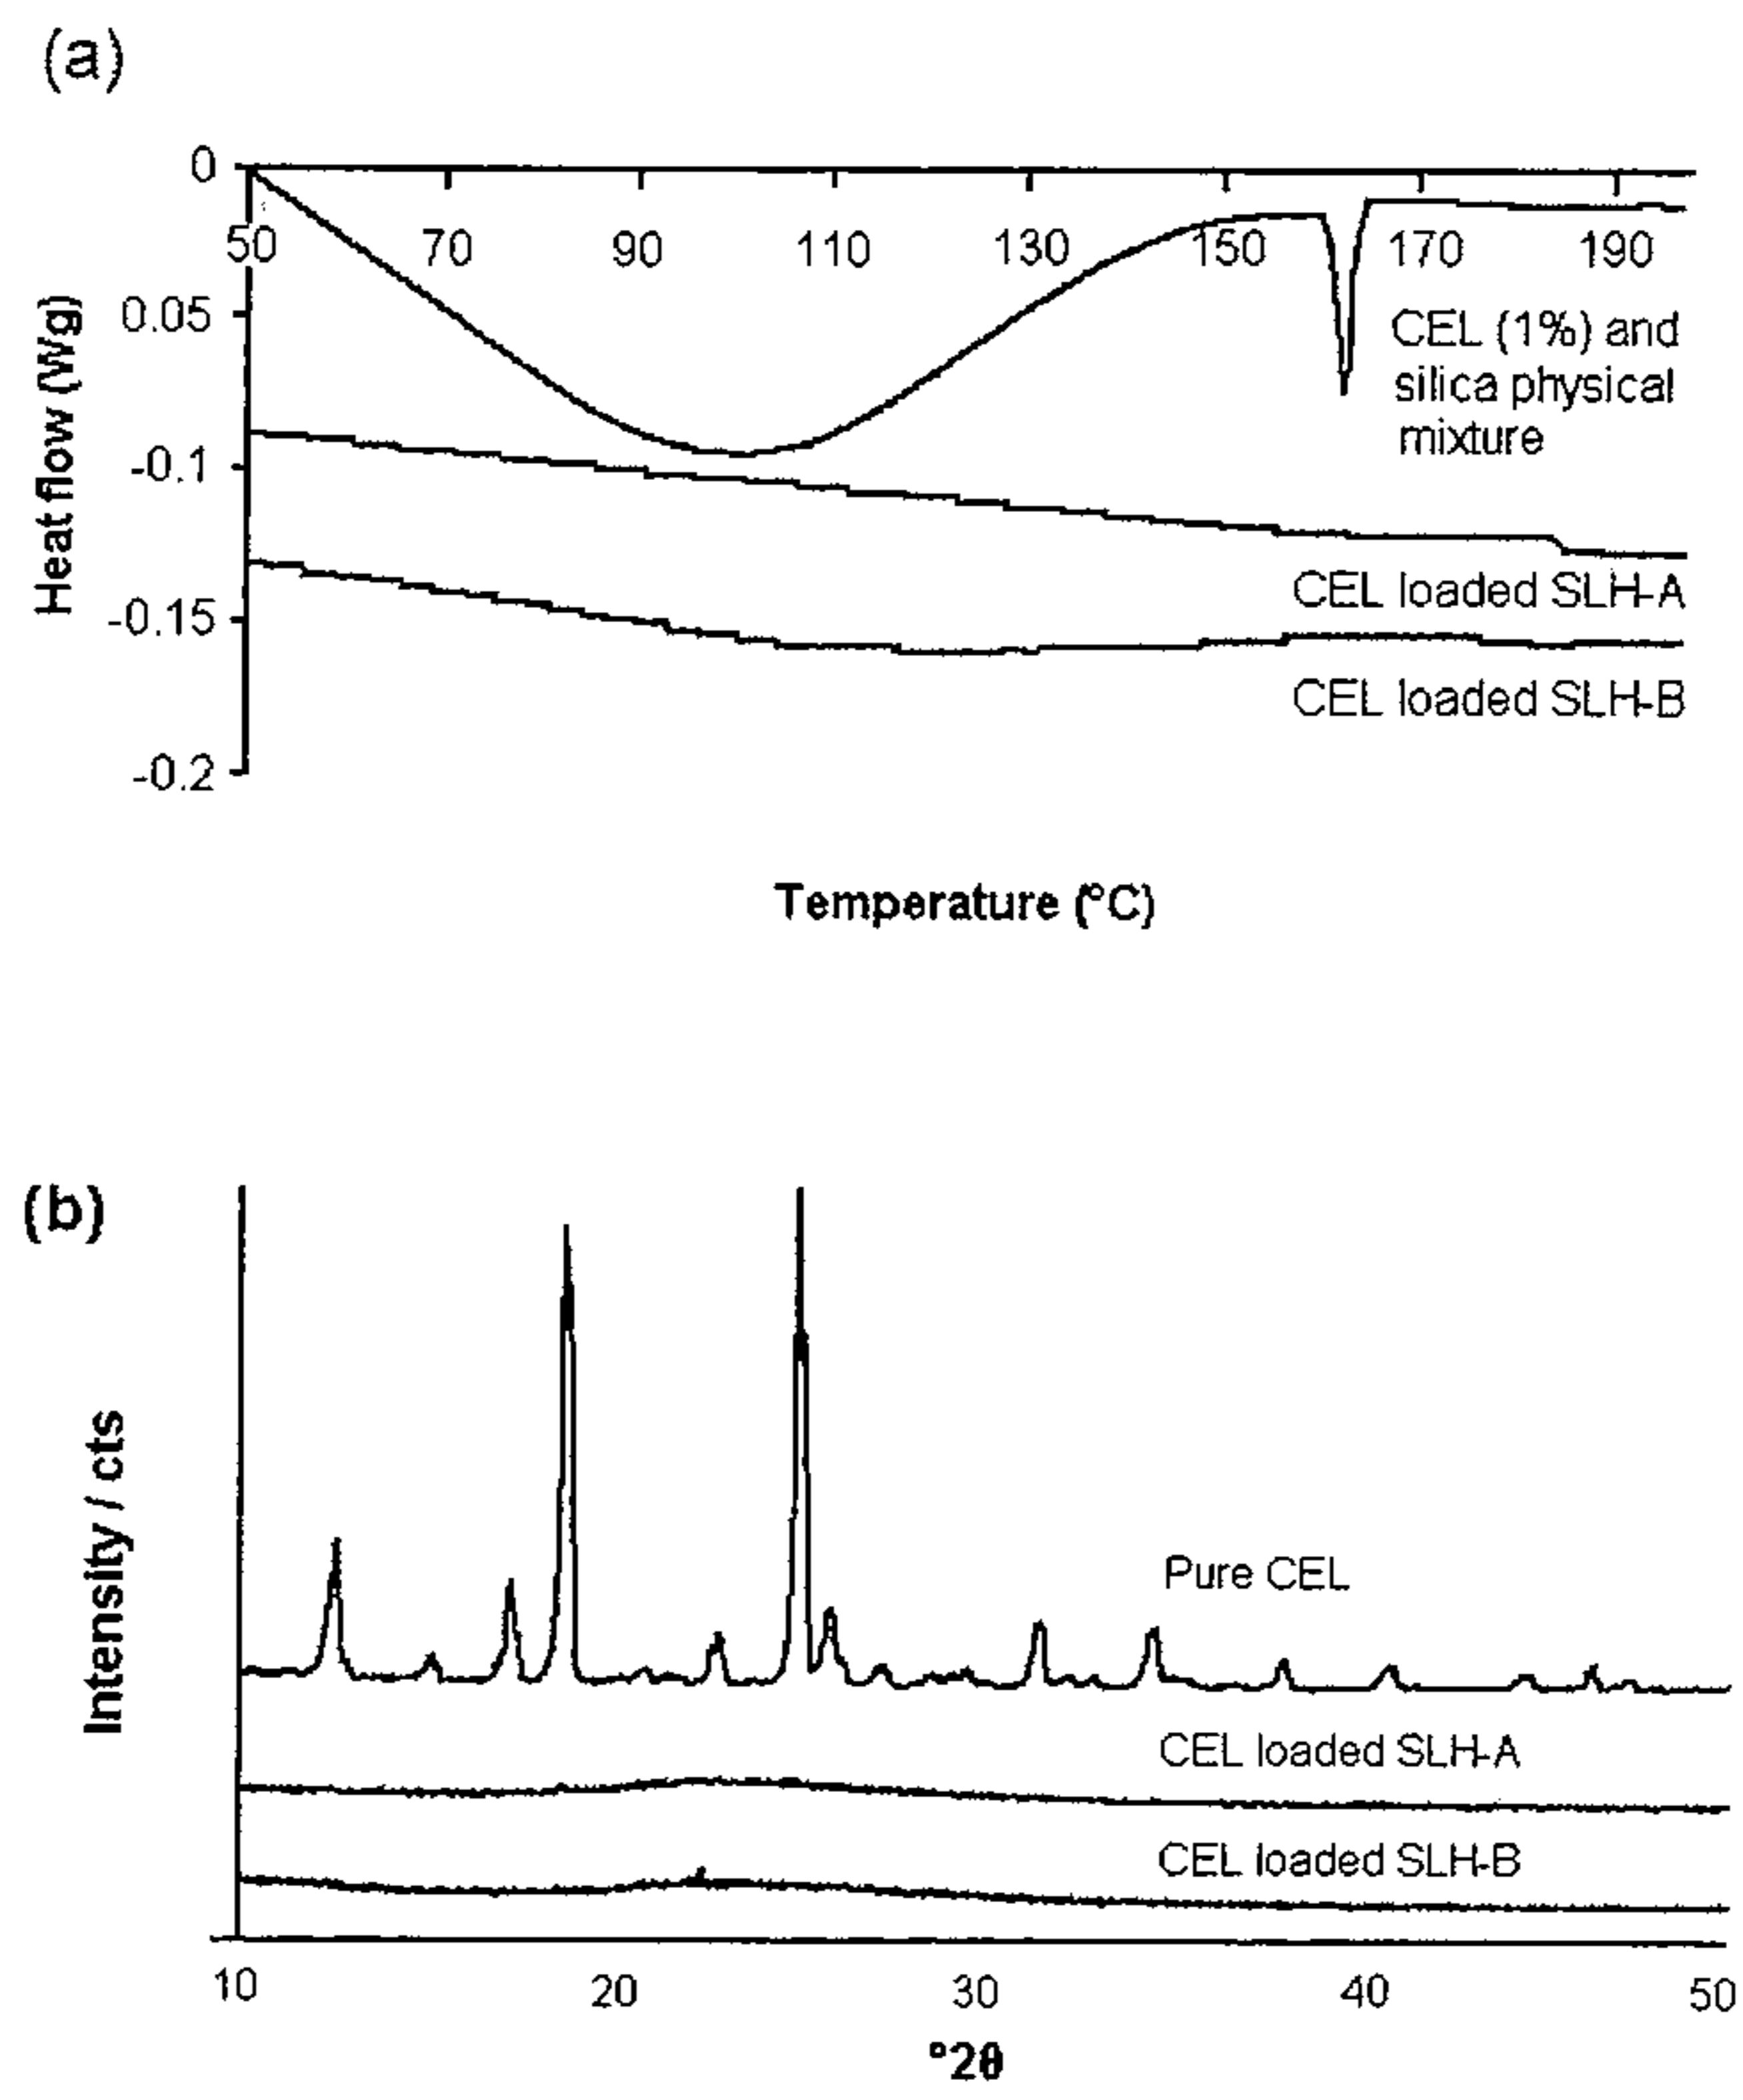 (a)
0
50 70 90 110 130 150 170 190
0.05
-0.1
-0.15
-0.2
Heat flow (Wg)
CEL (1%) and
silica physical
mixture
CEL loaded SLH-A
CEL loaded SLH-B
Temperature (°C)
(b)
Intensity / cts
Pure CEL
CEL loaded SLH-A
CEL loaded SLH-B
10 20 30 40 50
°2θ